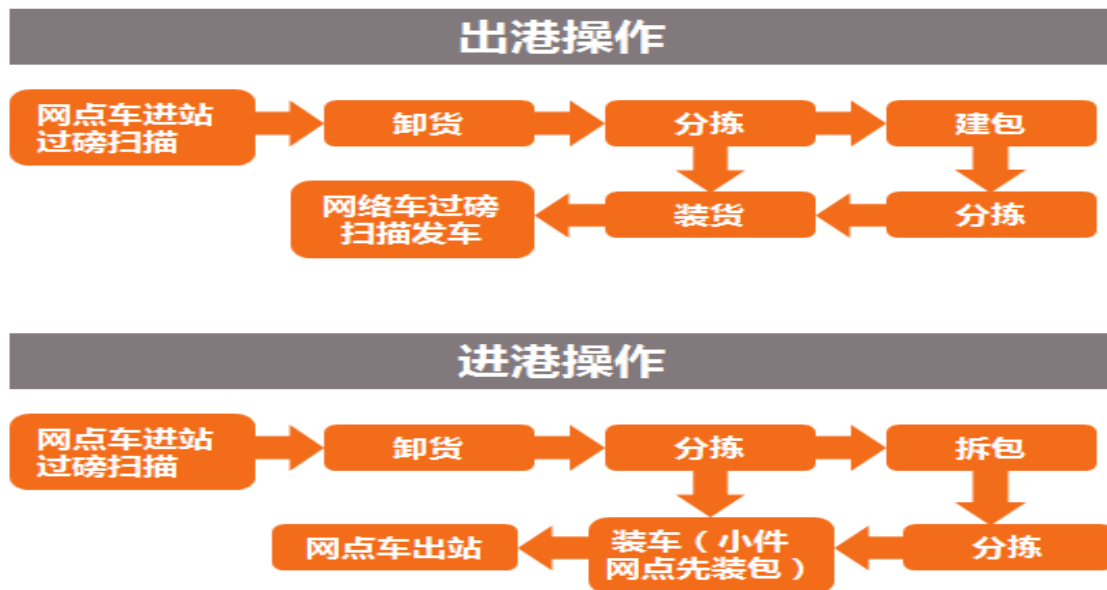 出港操作
网点车进站
过磅扫描
卸货
分拣
建包
网络车过磅
扫描发车
装货
分拣
进港操作
网点车进站
过磅扫描
卸货
分拣
拆包
网点车出站
装车（小件
网点先装包）
分拣